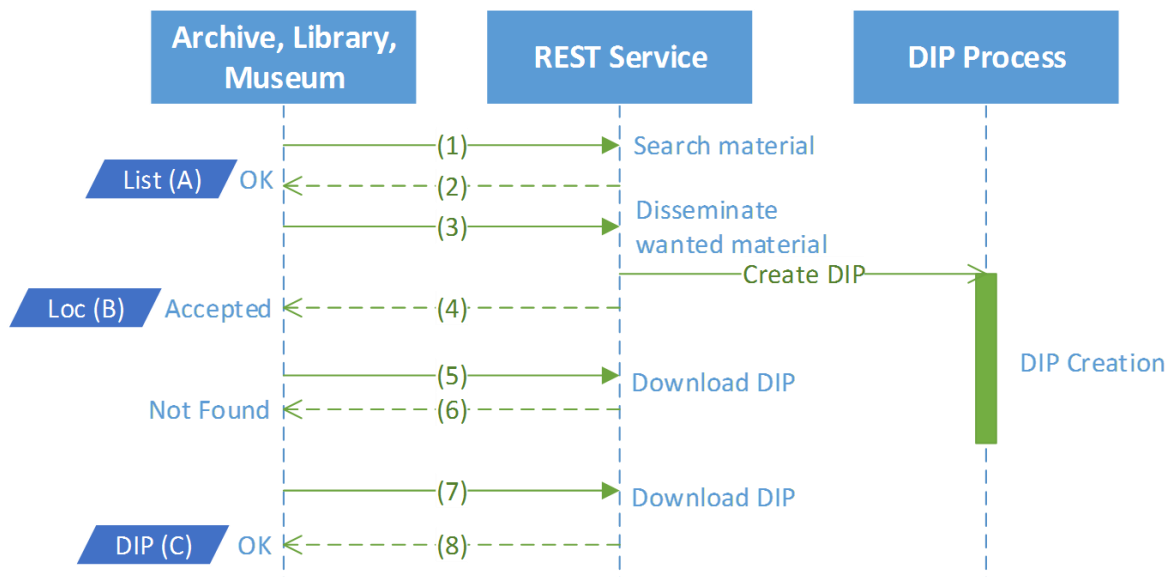 Archive, Library,
Museum
REST Service
DIP Process
(1)
Search material
List (A)
OK
(2)
(3)
Disseminate
wanted material
Create DIP
Loc (B)
Accepted
(4)
DIP Creation
(5)
Download DIP
Not Found
(6)
(7)
Download DIP
DIP (C)
OK
(8)